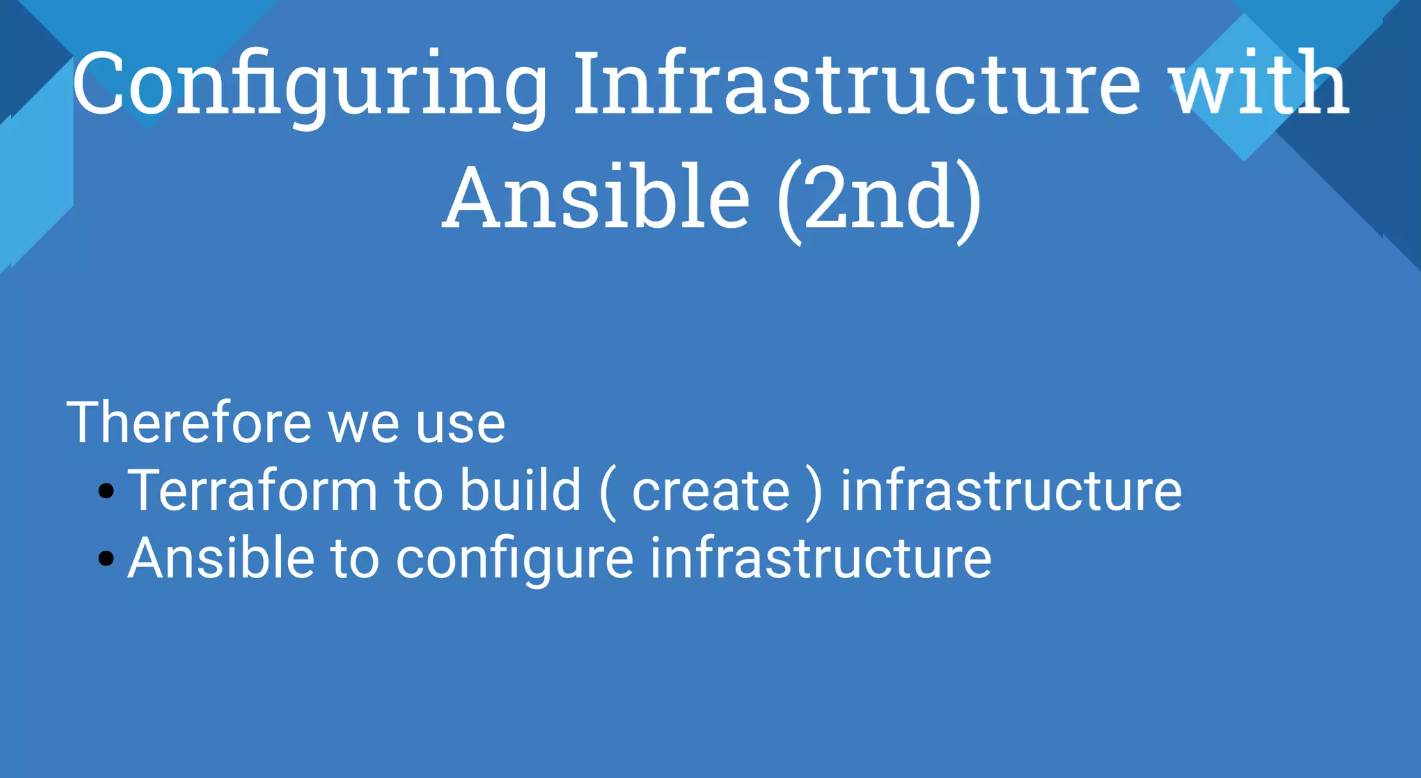 Configuring Infrastructure with
Ansible (2nd)
Therefore we use
• Terraform to build ( create ) infrastructure
• Ansible to configure infrastructure